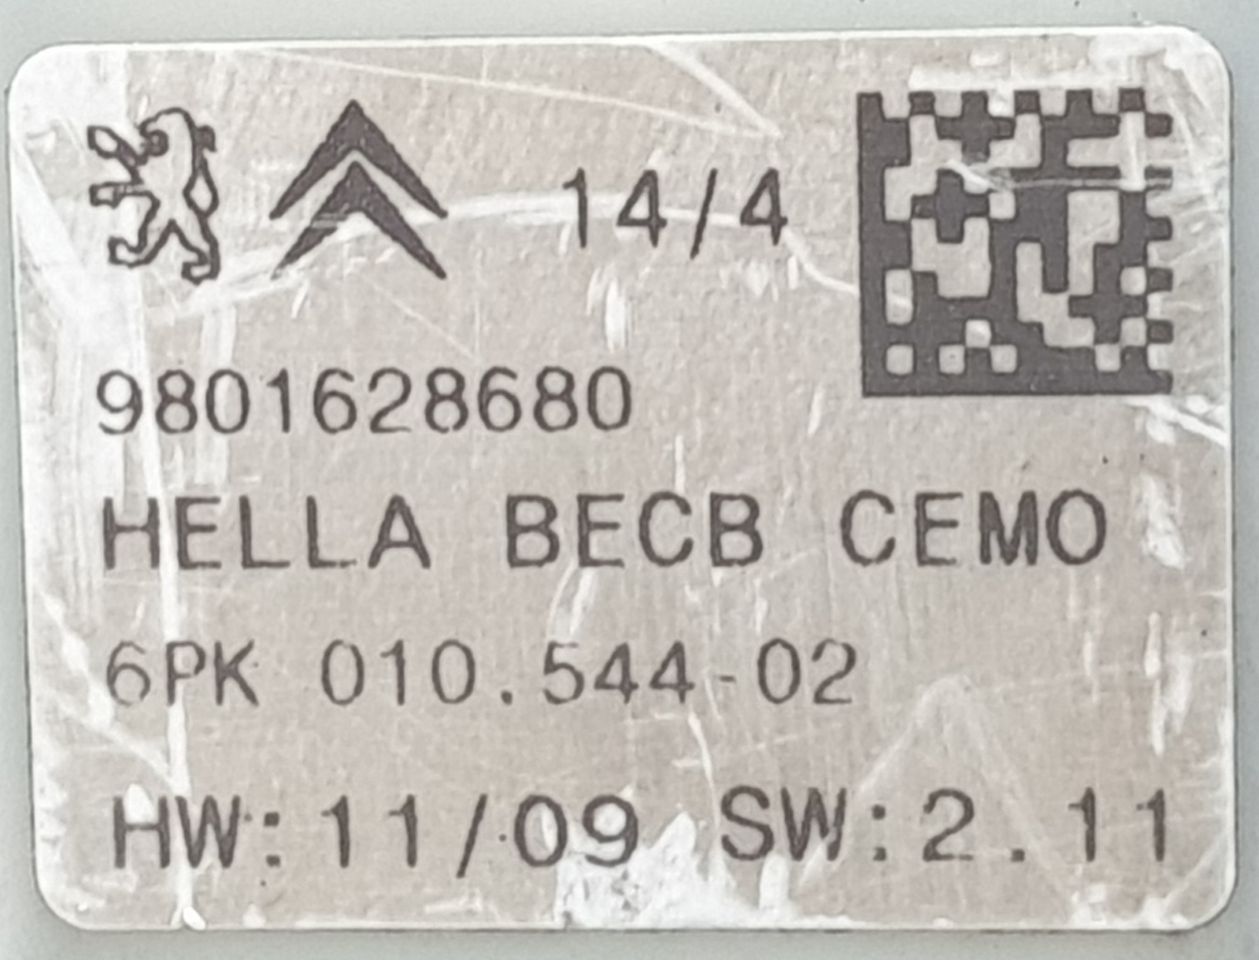 14/4
9801628680
HELLA BECB CEMO
6PK 010.544-02
HW:11/09 SW:2.11